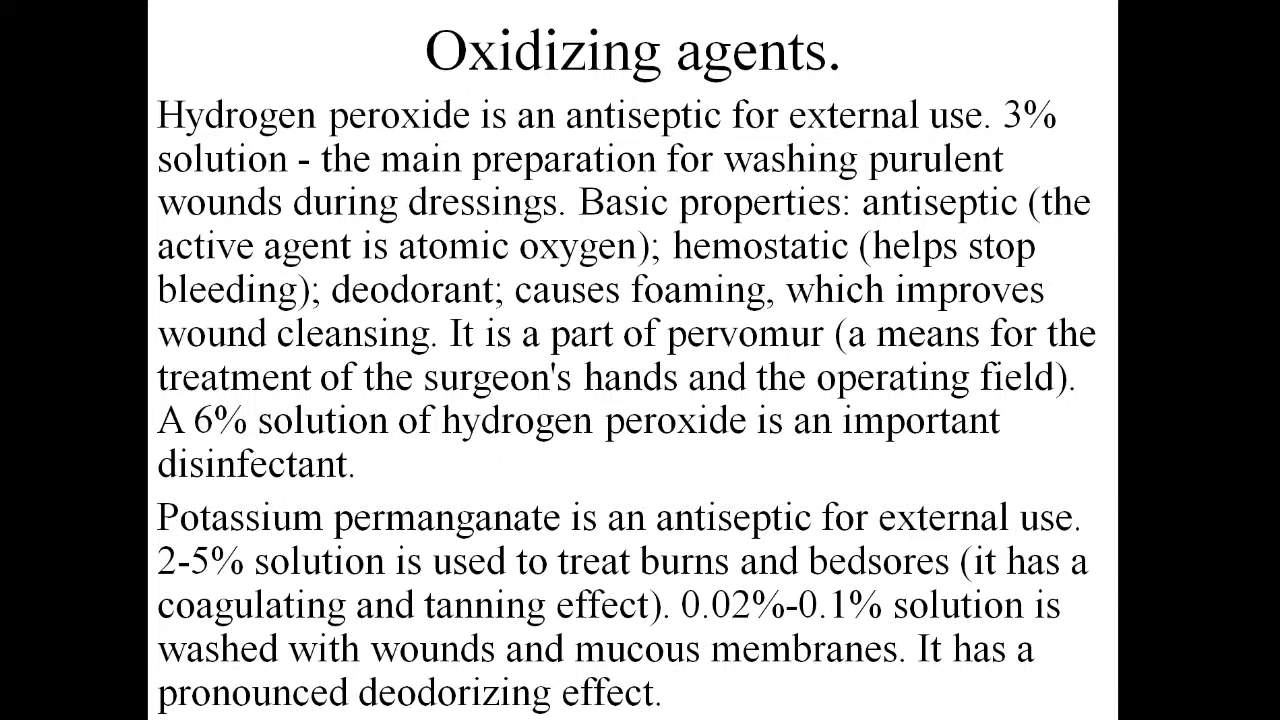 Oxidizing agents.
Hydrogen peroxide is an antiseptic for external use. 3%
solution - the main preparation for washing purulent
wounds during dressings. Basic properties: antiseptic (the
active agent is atomic oxygen); hemostatic (helps stop
bleeding); deodorant; causes foaming, which improves
wound cleansing. It is a part of pervomur (a means for the
treatment of the surgeon's hands and the operating field).
A 6% solution of hydrogen peroxide is an important
disinfectant.
Potassium permanganate is an antiseptic for external use.
2-5% solution is used to treat burns and bedsores (it has a
coagulating and tanning effect). 0.02%-0.1% solution is
washed with wounds and mucous membranes. It has a
pronounced deodorizing effect.